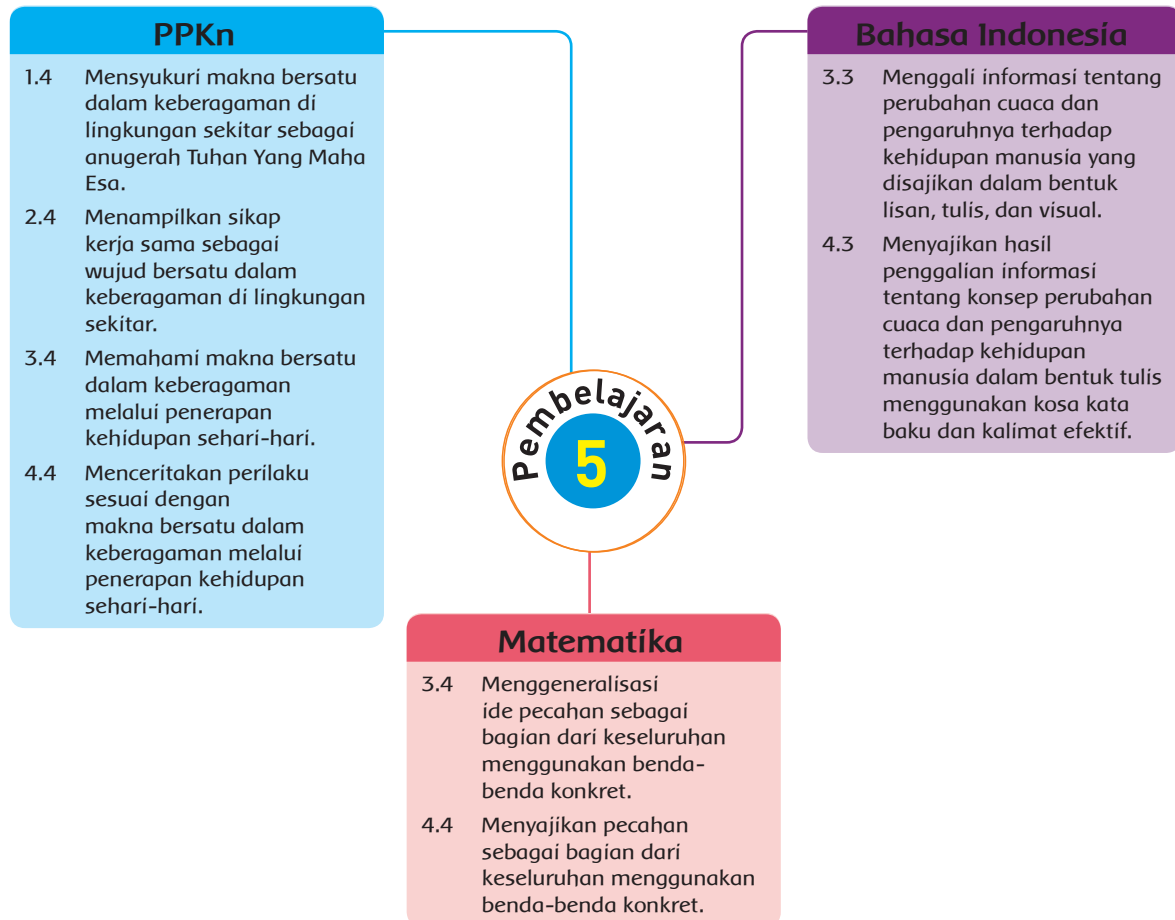 PPKn
1.4 Mensyukuri makna bersatu
dalam keberagaman di
lingkungan sekitar sebagai
anugerah Tuhan Yang Maha
Esa.
2.4 Menampilkan sikap
kerja sama sebagai
wujud bersatu dalam
keberagaman di lingkungan
sekitar.
3.4 Memahami makna bersatu
dalam keberagaman
melalui penerapan
kehidupan sehari-hari.
4.4 Menceritakan perilaku
sesuai dengan
makna bersatu dalam
keberagaman melalui
penerapan kehidupan
sehari-hari.
Bahasa Indonesia
3.3 Menggali informasi tentang
perubahan cuaca dan
pengaruhnya terhadap
kehidupan manusia yang
disajikan dalam bentuk
lisan, tulis, dan visual.
4.3 Menyajikan hasil
penggalian informasi
tentang konsep perubahan
cuaca dan pengaruhnya
terhadap kehidupan
manusia dalam bentuk tulis
menggunakan kosa kata
baku dan kalimat efektif.
Pembelajaran
5
Matematika
3.4 Menggeneralisasi
ide pecahan sebagai
bagian dari keseluruhan
menggunakan benda-
benda konkret.
4.4 Menyajikan pecahan
sebagai bagian dari
keseluruhan menggunakan
benda-benda konkret.